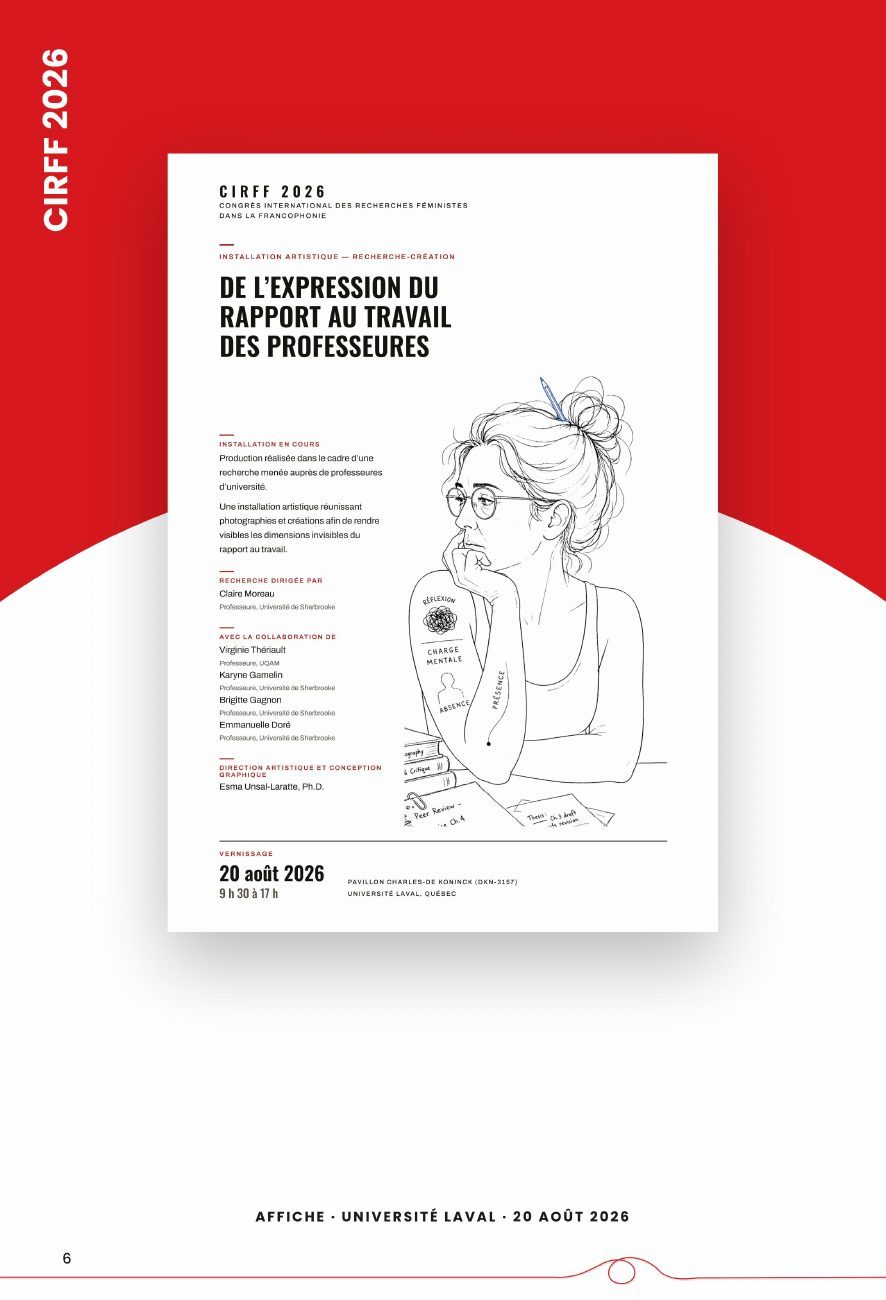 CIRFF 2026
CIRFF 2026
CONGRÈS INTERNATIONAL DES RECHERCHES FÉMINISTES
DANS LA FRANCOPHONIE
INSTALLATION ARTISTIQUE — RECHERCHE-CRÉATION
DE L’EXPRESSION DU
RAPPORT AU TRAVAIL
DES PROFESSEURES
INSTALLATION EN COURS
Production réalisée dans le cadre d’une
recherche menée auprès de professeures
d’université.
Une installation artistique réunissant
photographies et créations afin de rendre
visibles les dimensions invisibles du
rapport au travail.
RECHERCHE DIRIGÉE PAR
Claire Moreau
Professeure, Université de Sherbrooke
AVEC LA COLLABORATION DE
Virginie Thériault
Professeure, UQAM
Karyne Gamelin
Professeure, Université de Sherbrooke
Brigitte Gagnon
Professeure, Université de Sherbrooke
Emmanuelle Doré
Professeure, Université de Sherbrooke
DIRECTION ARTISTIQUE ET CONCEPTION
GRAPHIQUE
Esma Unsal-Laratte, Ph.D.
RÉFLEXION
CHARGE
MENTALE
ABSENCE
PRÉSENCE
ography
& Critique
Peer Review -
Ch.4
Thesis: Ch.3 draft
revision
VERNISSAGE
20 août 2026
9 h 30 à 17 h
PAVILLON CHARLES-DE KONINCK (DKN-3157)
UNIVERSITÉ LAVAL, QUÉBEC
AFFICHE · UNIVERSITÉ LAVAL · 20 AOÛT 2026
6